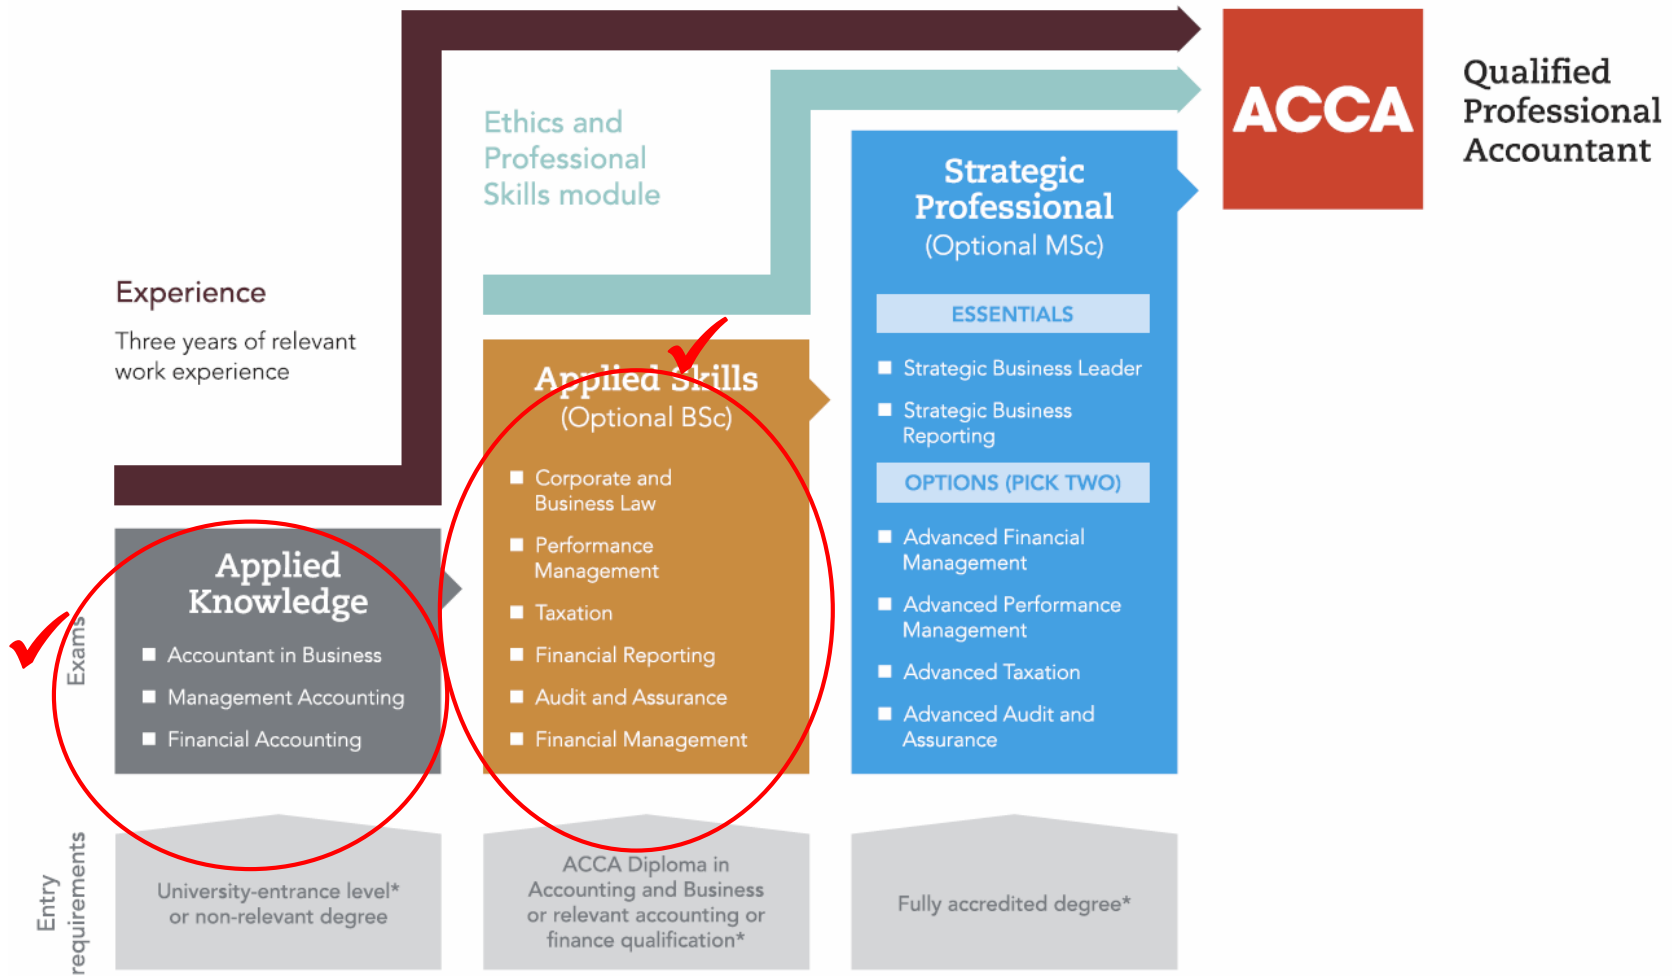 ACCA
Qualified
Professional
Accountant
Ethics and
Professional
Skills module
Experience
Three years of relevant
work experience
Exams
Applied
Knowledge
Accountant in Business
Management Accounting
Financial Accounting
Applied Skills
(Optional BSc)
Corporate and
Business Law
Performance
Management
Taxation
Financial Reporting
Audit and Assurance
Financial Management
Strategic
Professional
(Optional MSc)
ESSENTIALS
Strategic Business Leader
Strategic Business
Reporting
OPTIONS (PICK TWO)
Advanced Financial
Management
Advanced Performance
Management
Advanced Taxation
Advanced Audit and
Assurance
Entry
requirements
University-entrance level*
or non-relevant degree
ACCA Diploma in
Accounting and Business
or relevant accounting or
finance qualification*
Fully accredited degree*